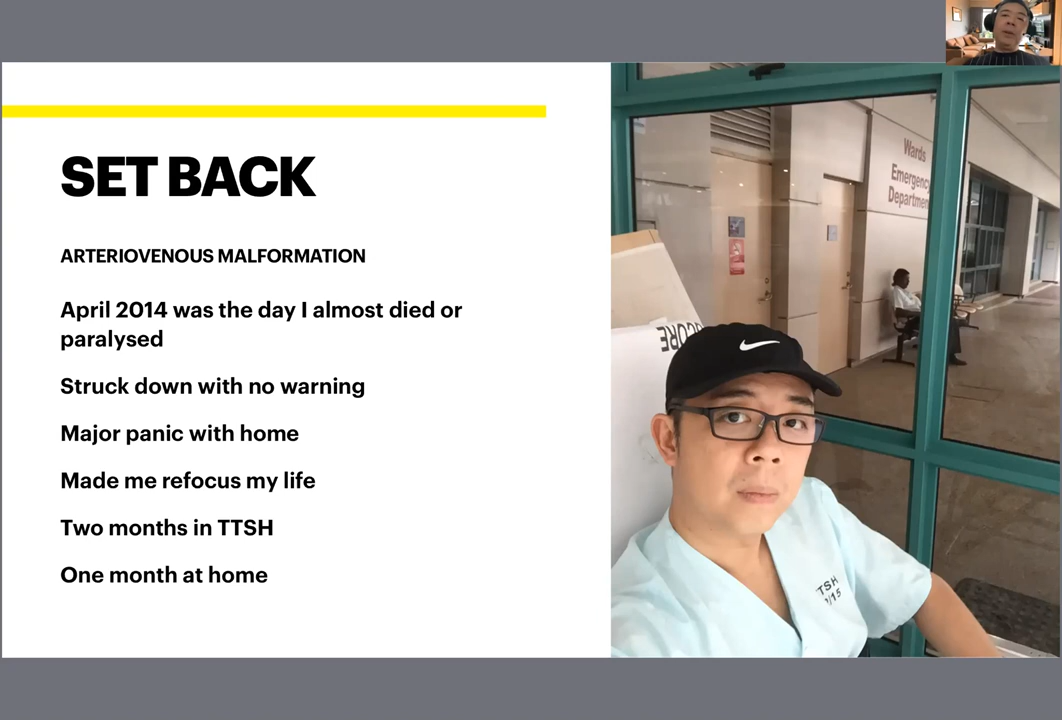 SET BACK
ARTERIOVENOUS MALFORMATION
April 2014 was the day I almost died or
paralysed
Struck down with no warning
Major panic with home
Made me refocus my life
Two months in TTSH
One month at home
Wards
Emergency
Departmen
TSH